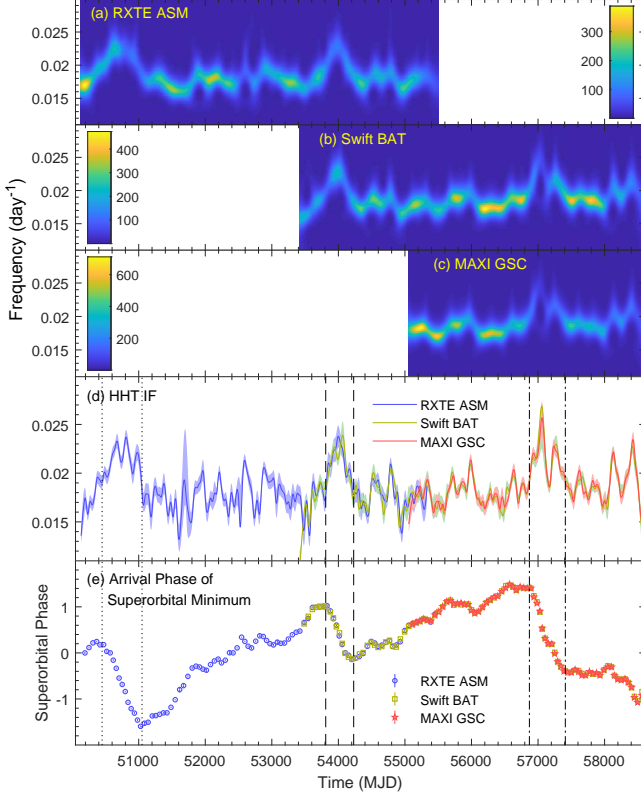 (a) RXTE ASM
0.025
0.02
0.015
300
200
100
(b) Swift BAT
400
300
200
100
0
0.025
0.02
0.015
(c) MAXI GSC
600
400
200
0.025
0.02
0.015
Frequency (day-1)
(d) HHT IF
RXTE ASM
Swift BAT
MAXI GSC
0.025
0.02
0.015
(e) Arrival Phase of
Superorbital Minimum
Superorbital Phase
1
0
-1
RXTE ASM
Swift BAT
MAXI GSC
51000 52000 53000 54000 55000 56000 57000 58000
Time (MJD)